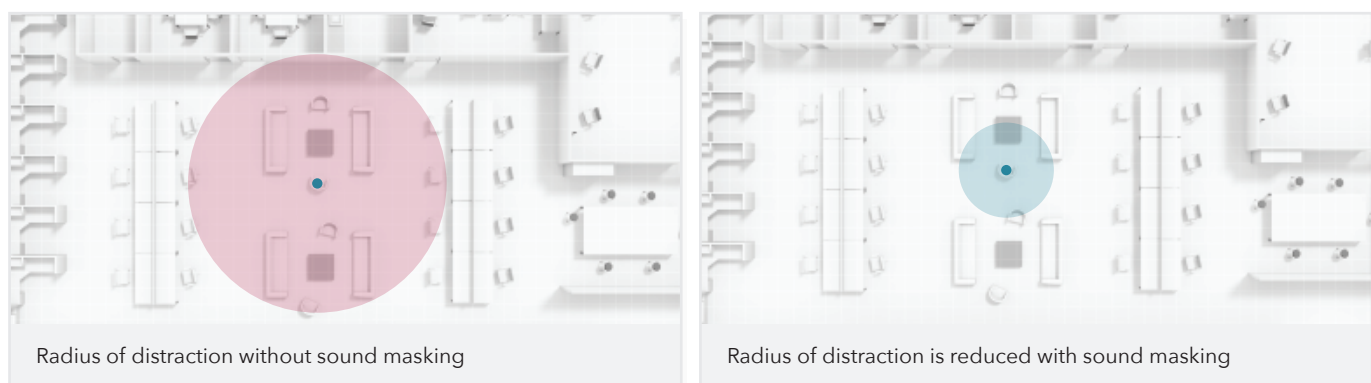 Radius of distraction without sound masking
Radius of distraction is reduced with sound masking